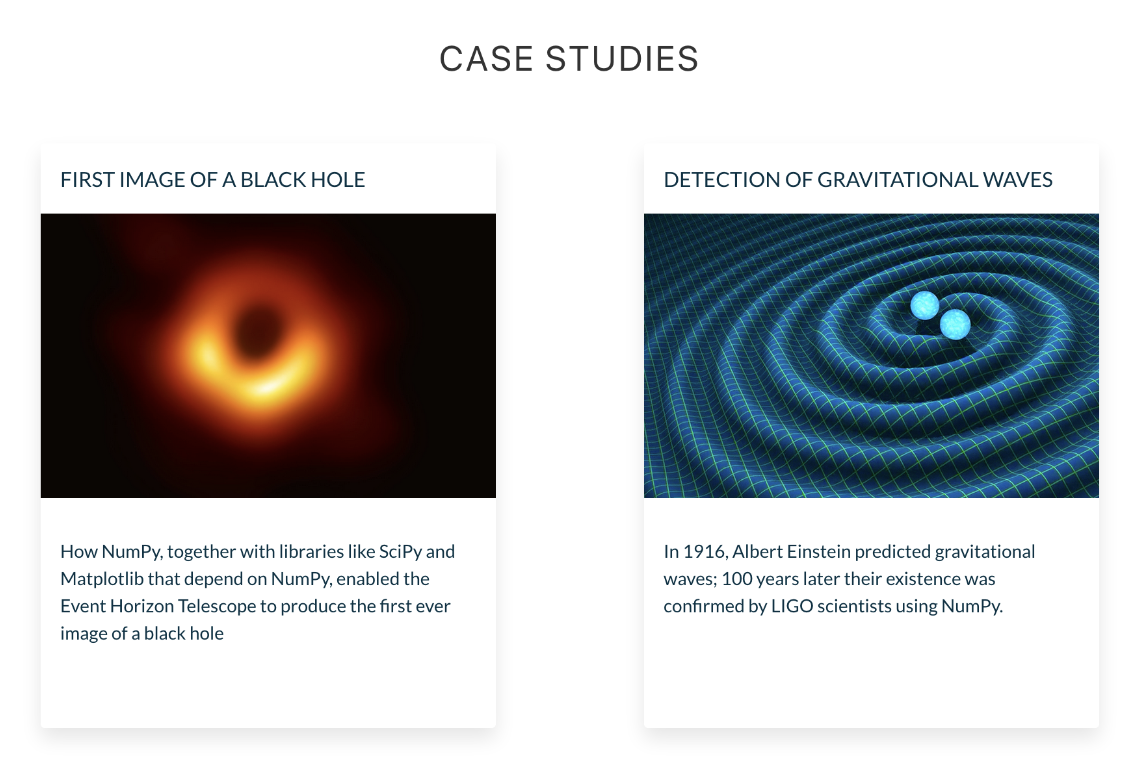 CASE STUDIES
FIRST IMAGE OF A BLACK HOLE
How NumPy, together with libraries like SciPy and
Matplotlib that depend on NumPy, enabled the
Event Horizon Telescope to produce the first ever
image of a black hole
DETECTION OF GRAVITATIONAL WAVES
In 1916, Albert Einstein predicted gravitational
waves; 100 years later their existence was
confirmed by LIGO scientists using NumPy.